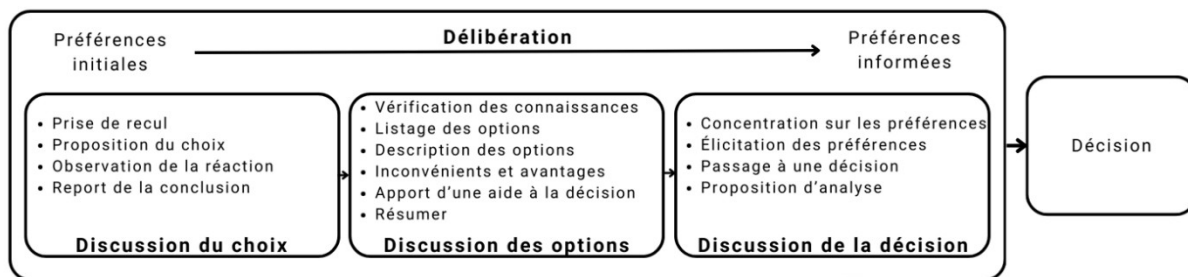 Préférences
initiales
Délibération
Préférences
informées
• Prise de recul
• Proposition du choix
• Observation de la réaction
• Report de la conclusion
Discussion du choix
• Vérification des connaissances
• Listage des options
• Description des options
• Inconvénients et avantages
• Apport d'une aide à la décision
• Résumer
Discussion des options
• Concentration sur les préférences
• Élicitation des préférences
• Passage à une décision
• Proposition d'analyse
Discussion de la décision
Décision